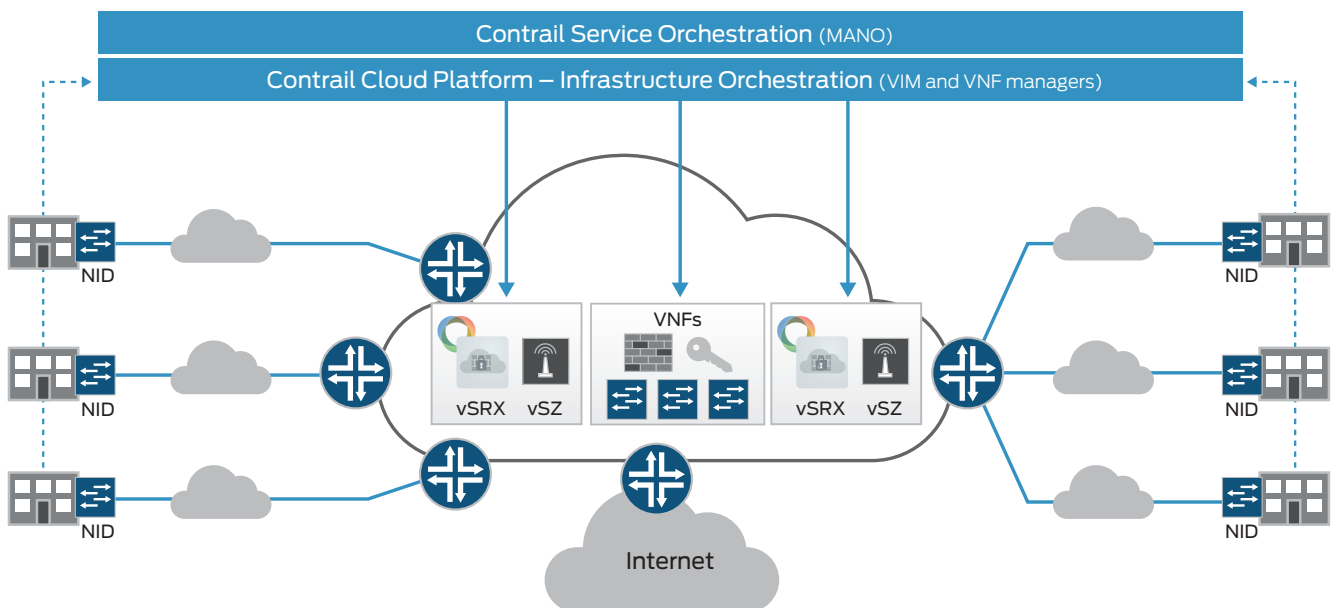 Contrail Service Orchestration (MANO)
Contrail Cloud Platform – Infrastructure Orchestration (VIM and VNF managers)
NID
NID
VNFs
NID
NID
vSRX vSZ
vSRX vSZ
NID
NID
Internet